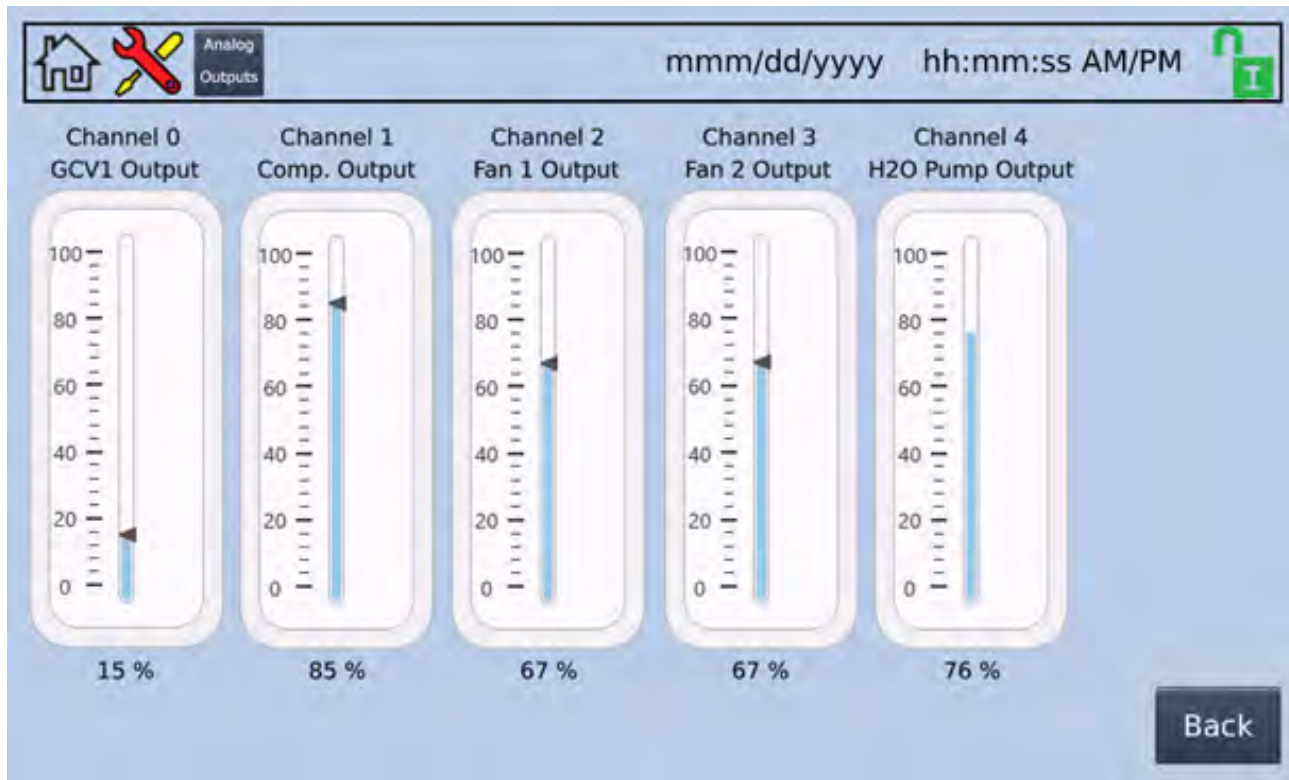 Analog
Outputs
mmm/dd/yyyy hh:mm:ss AM/PM
I
Channel 0 Channel 1 Channel 2 Channel 3 Channel 4
GCV1 Output Comp. Output Fan 1 Output Fan 2 Output H2O Pump Output
100 100 100 100 100
80 80 80 80 80
60 60 60 60 60
40 40 40 40 40
20 20 20 20 20
0 0 0 0 0
15 % 85 % 67 % 67 % 76 %
Back